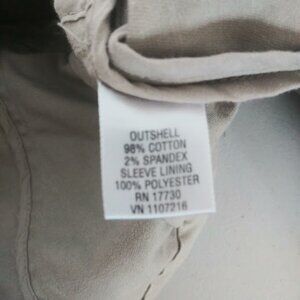 OUTSHELL
98% COTTON
2% SPANDEX
SLEEVE LINING
100% POLYESTER
RN 17730
VN 1107216